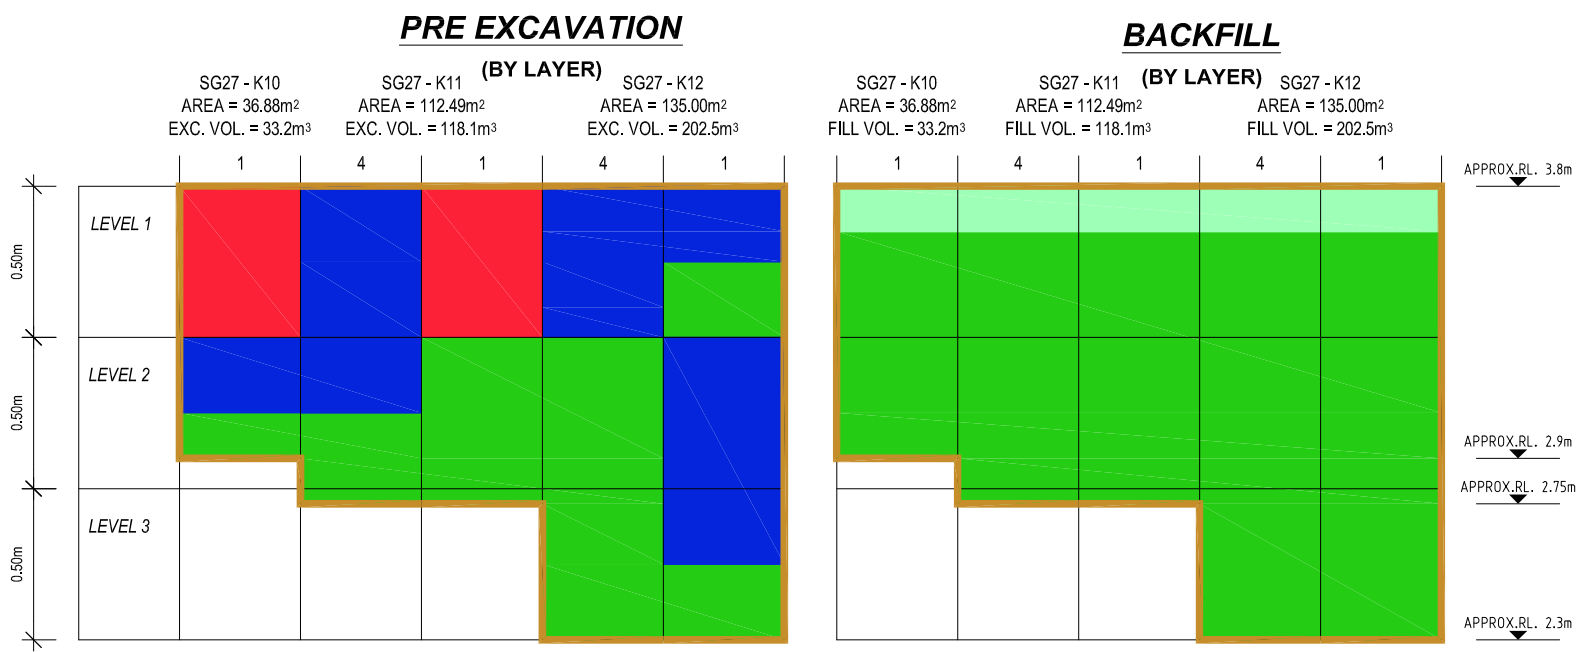 PRE EXCAVATION
(BY LAYER)
SG27 - K10
AREA = 36.88m²
EXC. VOL. = 33.2m³
SG27 - K11
AREA = 112.49m²
EXC. VOL. = 118.1m³
SG27 - K12
AREA = 135.00m²
EXC. VOL. = 202.5m³
1 4 1 4 1
LEVEL 1
0.50m
LEVEL 2
0.50m
LEVEL 3
0.50m
BACKFILL
(BY LAYER)
SG27 - K10
AREA = 36.88m²
FILL VOL. = 33.2m³
SG27 - K11
AREA = 112.49m²
FILL VOL. = 118.1m³
SG27 - K12
AREA = 135.00m²
FILL VOL. = 202.5m³
1 4 1 4 1
APPROX.RL. 3.8m
APPROX.RL. 2.9m
APPROX.RL. 2.75m
APPROX.RL. 2.3m